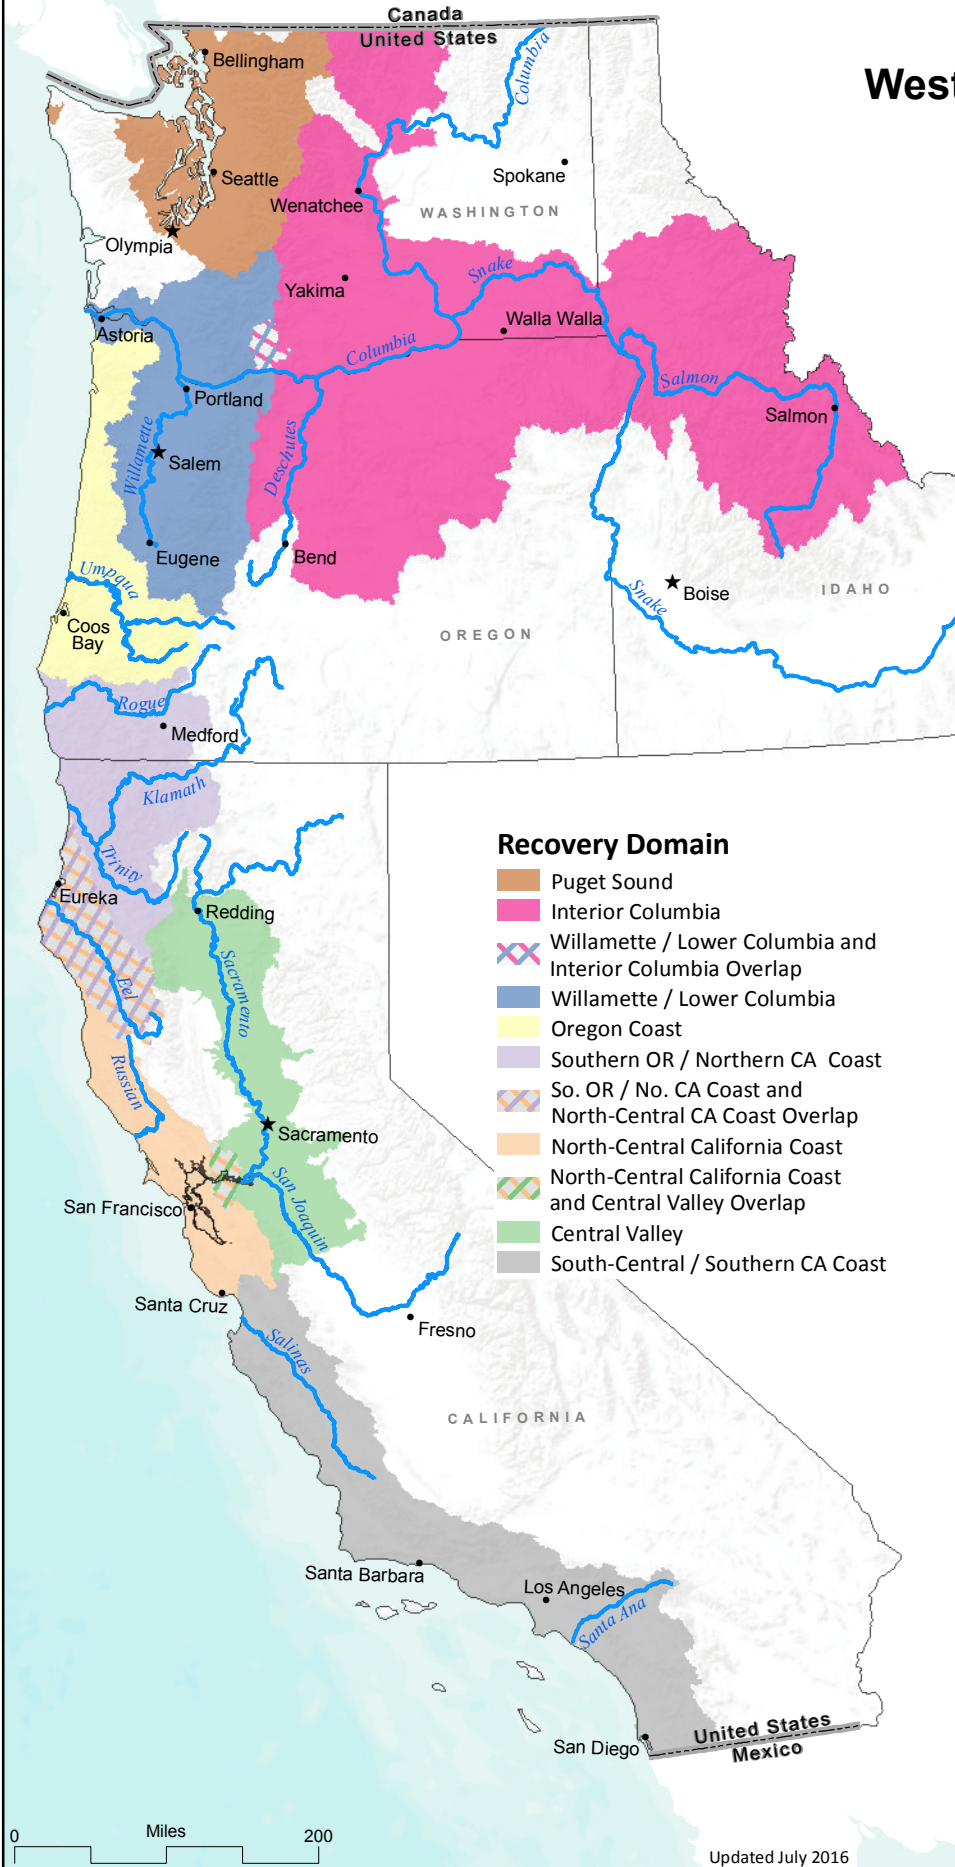 Canada
United States
West
Bellingham
Columbia
Seattle
Spokane
Wenatchee
WASHINGTON
Olympia
Yakima
Snake
Astoria
Walla Walla
Columbia
Portland
Salmon
Salmon
Willamette
Salem
Deschutes
Eugene
Bend
Umpqua
Boise
IDAHO
Snake
Coos
Bay
OREGON
Rogue
Medford
Klamath
Trinity
Eureka
Redding
Sacramento
Eel
Russian
Sacramento
San Joaquin
San Francisco
Santa Cruz
Fresno
Salinas
CALIFORNIA
Santa Barbara
Los Angeles
Santa Ana
San Diego
United States
Mexico
Recovery Domain
Puget Sound
Interior Columbia
Willamette / Lower Columbia and
Interior Columbia Overlap
Willamette / Lower Columbia
Oregon Coast
Southern OR / Northern CA Coast
So. OR / No. CA Coast and
North-Central CA Coast Overlap
North-Central California Coast
North-Central California Coast
and Central Valley Overlap
Central Valley
South-Central / Southern CA Coast
0 Miles 200
Updated July 2016